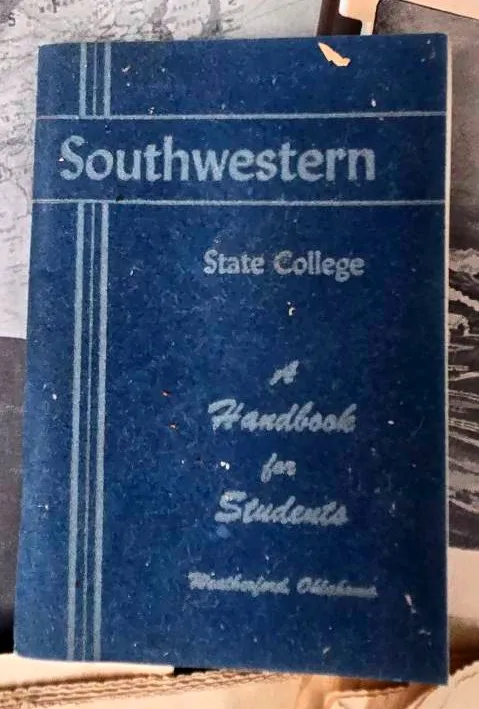 Southwestern
State College
A
Handbook
for
Students
Weatherford, Oklahoma